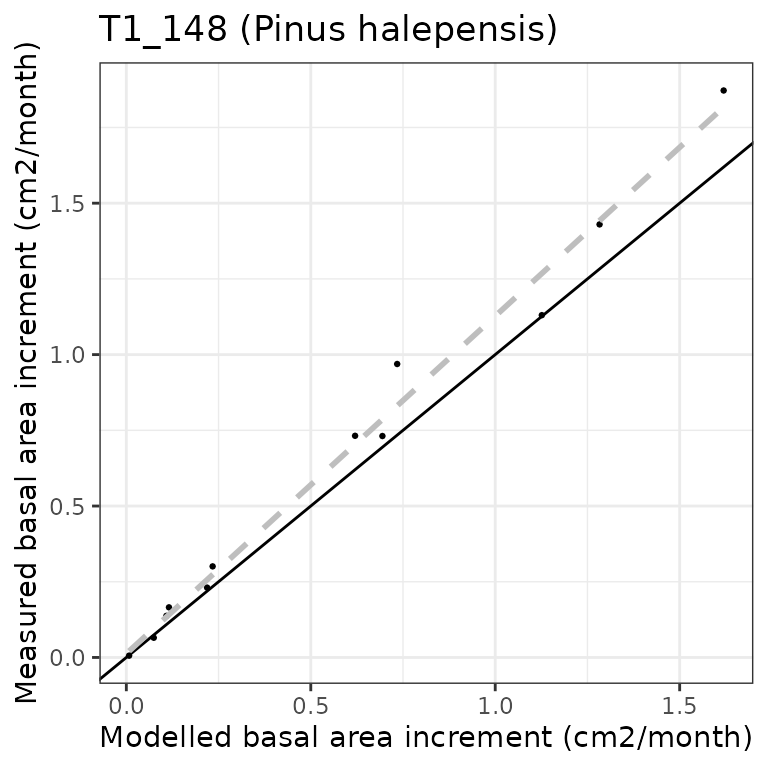 T1_148 (Pinus halepensis)
Measured basal area increment (cm2/month)
1.5
1.0
0.5
0.0
0.0 0.5 1.0 1.5
Modelled basal area increment (cm2/month)